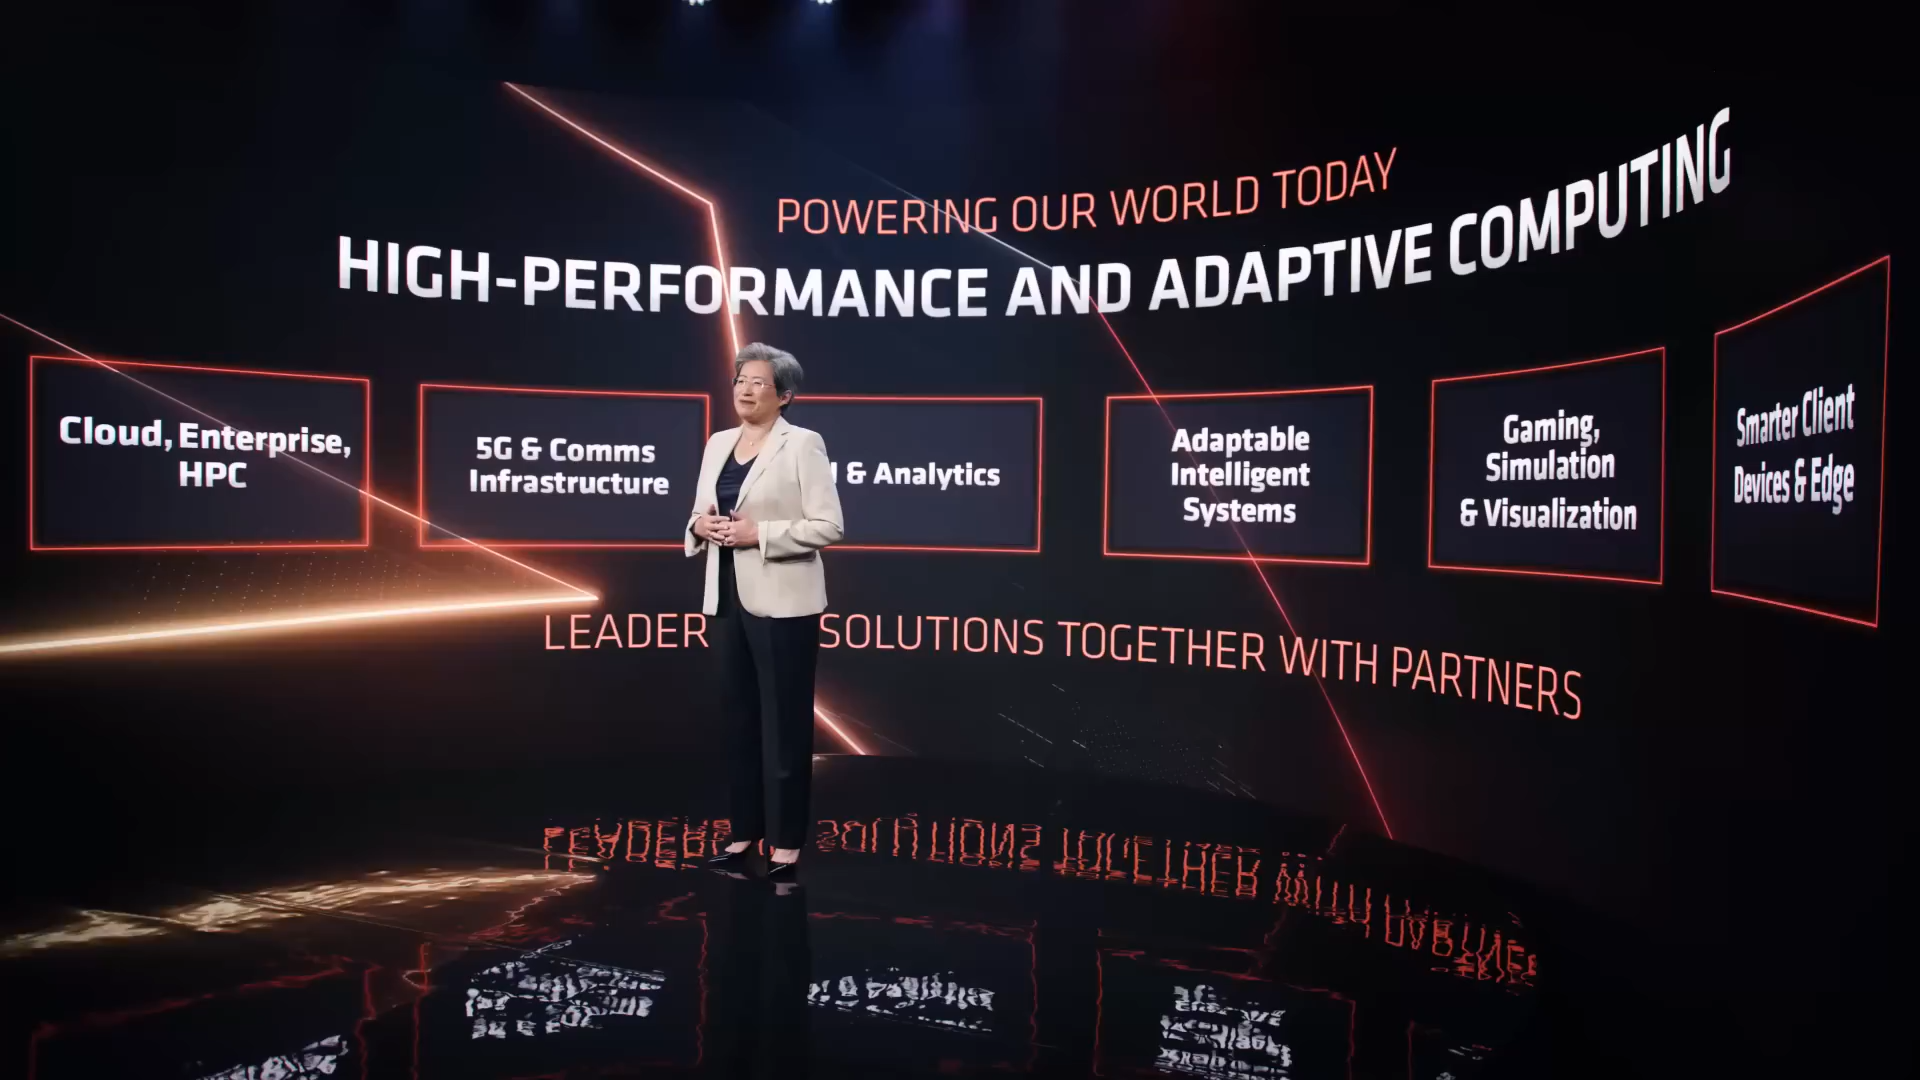 POWERING OUR WORLD TODAY
HIGH-PERFORMANCE AND ADAPTIVE COMPUTING
Cloud, Enterprise,
HPC
5G & Comms
Infrastructure
& Analytics
Adaptable
Intelligent
Systems
Gaming,
Simulation
& Visualization
Smarter Client
Devices & Edge
LEADER SOLUTIONS TOGETHER WITH PARTNERS